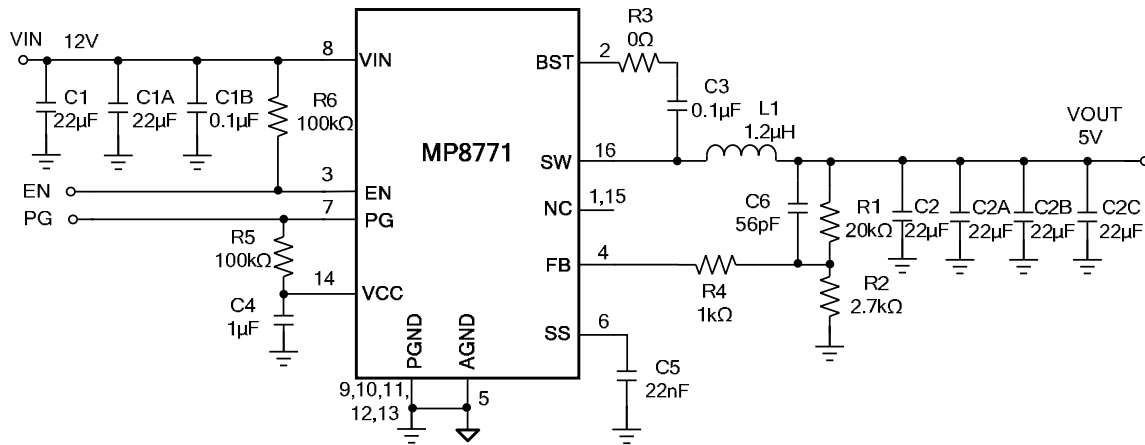 VIN 12V
C1
22µF
C1A
22µF
C1B
0.1µF
R6
100kΩ
EN
PG
R5
100kΩ
C4
1µF
8
3
7
14
VIN
EN
PG
VCC
MP8771
BST
SW
NC
FB
SS
PGND
AGND
9,10,11,
12,13
5
2
16
1,15
4
6
R3
0Ω
C3
0.1µF
L1
1.2µH
C6
56pF
R1
20kΩ
R4
1kΩ
R2
2.7kΩ
C5
22nF
C2
22µF
C2A
22µF
C2B
22µF
C2C
22µF
VOUT
5V